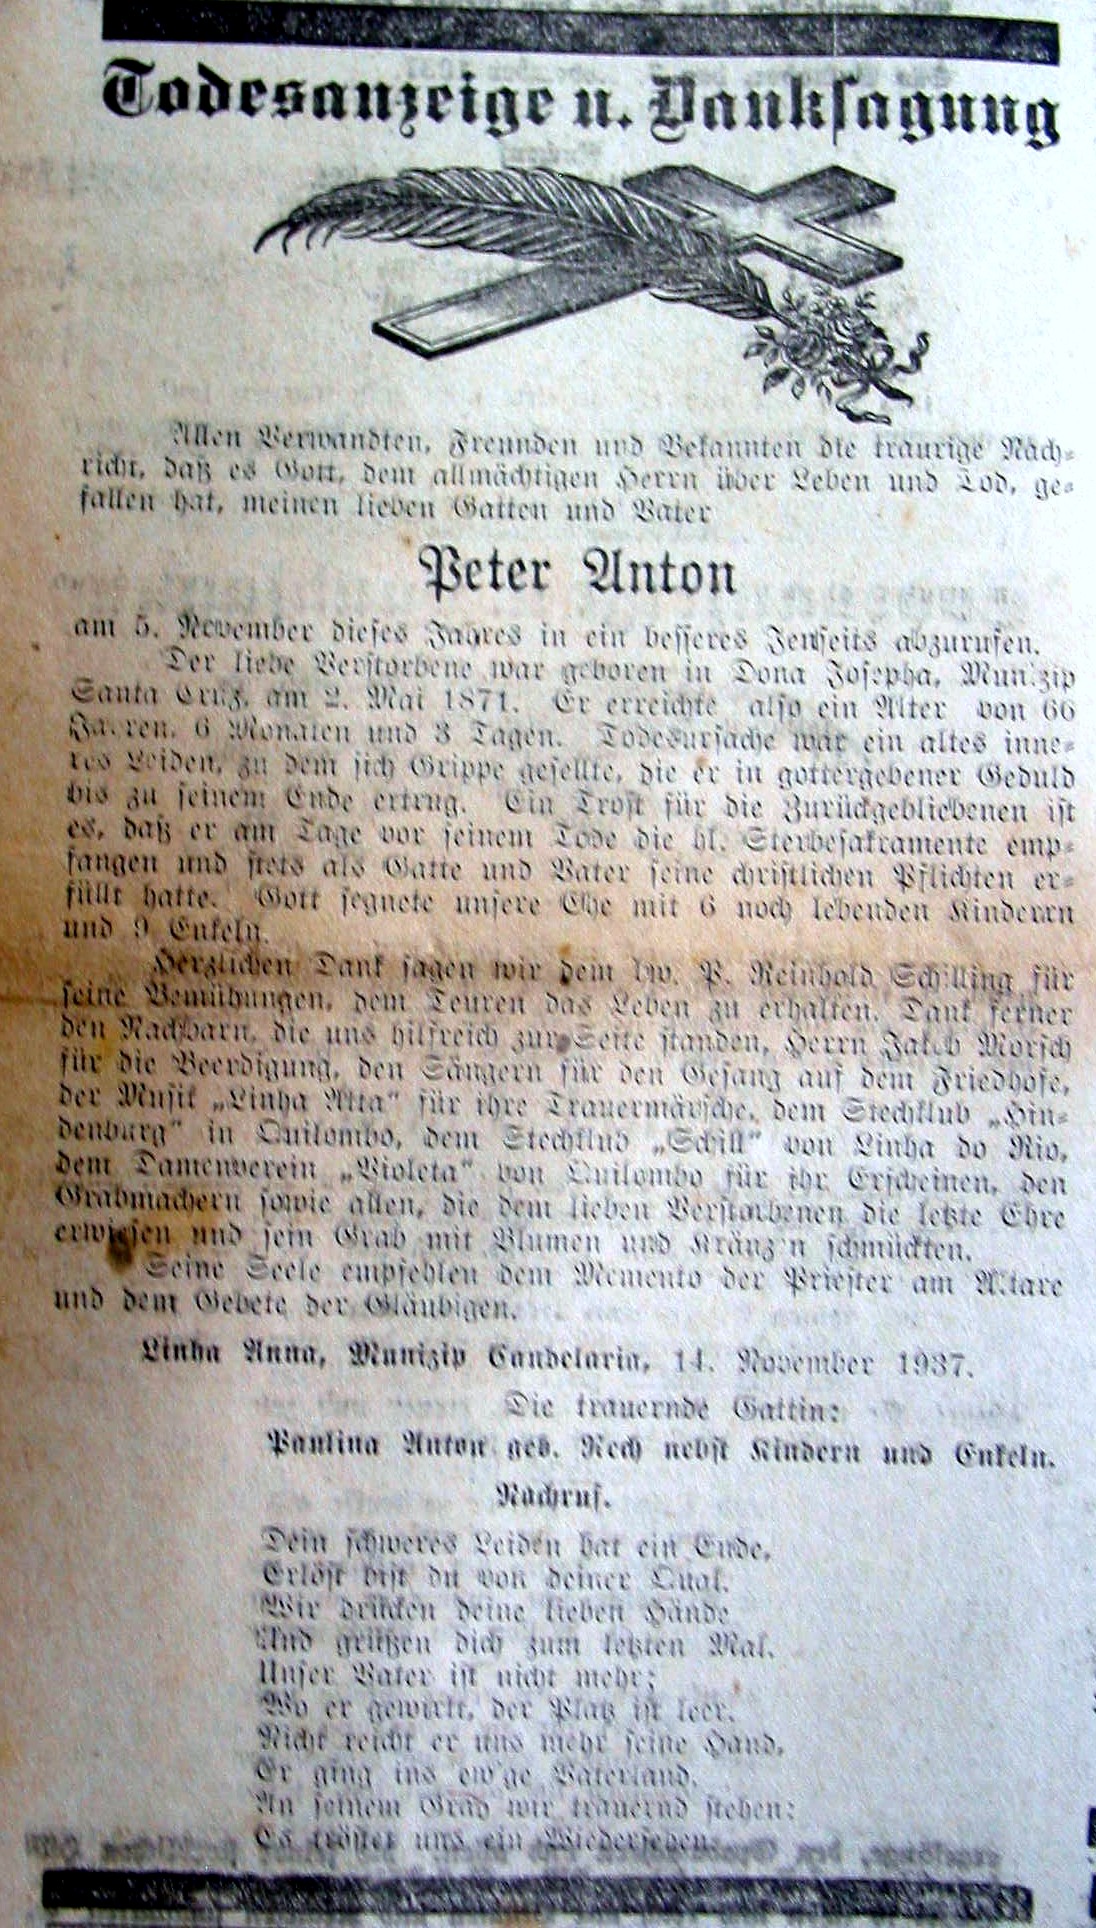 Todesanzeige u. Danksagung
Allen Verwandten, Freunden und Bekannten die traurige Nach-
richt, daß es Gott, dem allmächtigen Herrn über Leben und Tod, ge-
fallen hat, meinen lieben Gatten und Vater
Peter Anton
am 5. November dieses Jahres in ein besseres Jenseits abzurufen.
Der liebe Verstorbene war geboren in Dona Josepha, Munizip
Santa Cruz, am 2. Mai 1871. Er erreichte also ein Alter von 66
Jahren, 6 Monaten und 3 Tagen. Todesursache war ein altes inne-
res Leiden, zu dem sich Grippe gesellte, die er in gottergebener Geduld
bis zu seinem Ende ertrug. Ein Trost für die Zurückgebliebenen ist
es, daß er am Tage vor seinem Tode die hl. Sterbesakramente emp-
fangen und stets als Gatte und Vater seine christlichen Pflichten er-
füllt hatte. Gott segnete unsere Ehe mit 6 noch lebenden Kindern
und 9 Enkeln.
Herzlichen Dank sagen wir dem hw. P. Reinhold Schilling für
seine Bemühungen, dem Teuren das Leben zu erhalten. Dank ferner
den Nachbarn, die uns hilfreich zur Seite standen, Herrn Jakob Morsch
für die Beerdigung, den Sängern für den Gesang auf dem Friedhofe,
der Musik „Linha Alta“ für ihre Trauermärsche, dem Stechklub „Hin-
denburg“ in Quilombo, dem Stechklub „Schill“ von Linha do Rio,
dem Damenverein „Violeta“ von Quilombo für ihr Erscheinen, den
Grabmachern sowie allen, die dem lieben Verstorbenen die letzte Ehre
erwiesen und sein Grab mit Blumen und Kränzen schmückten.
Seine Seele empfehlen dem Memento der Priester am Altare
und dem Gebete der Gläubigen.
Linha Anna, Munizip Candelaria, 14. November 1937.
Die trauernde Gattin:
Paulina Anton geb. Rech nebst Kindern und Enkeln.
Nachruf.
Dein schweres Leiden hat ein Ende,
Erlöst bist du von deiner Qual.
Wir drücken deine lieben Hände
Und grüßen dich zum letzten Mal.
Unser Vater ist nicht mehr;
Wo er gewirkt, der Platz ist leer.
Nicht reicht er uns mehr seine Hand,
Er ging ins ew'ge Vaterland.
An seinem Grab wir trauernd stehen:
Es tröstet uns ein Wiedersehen.